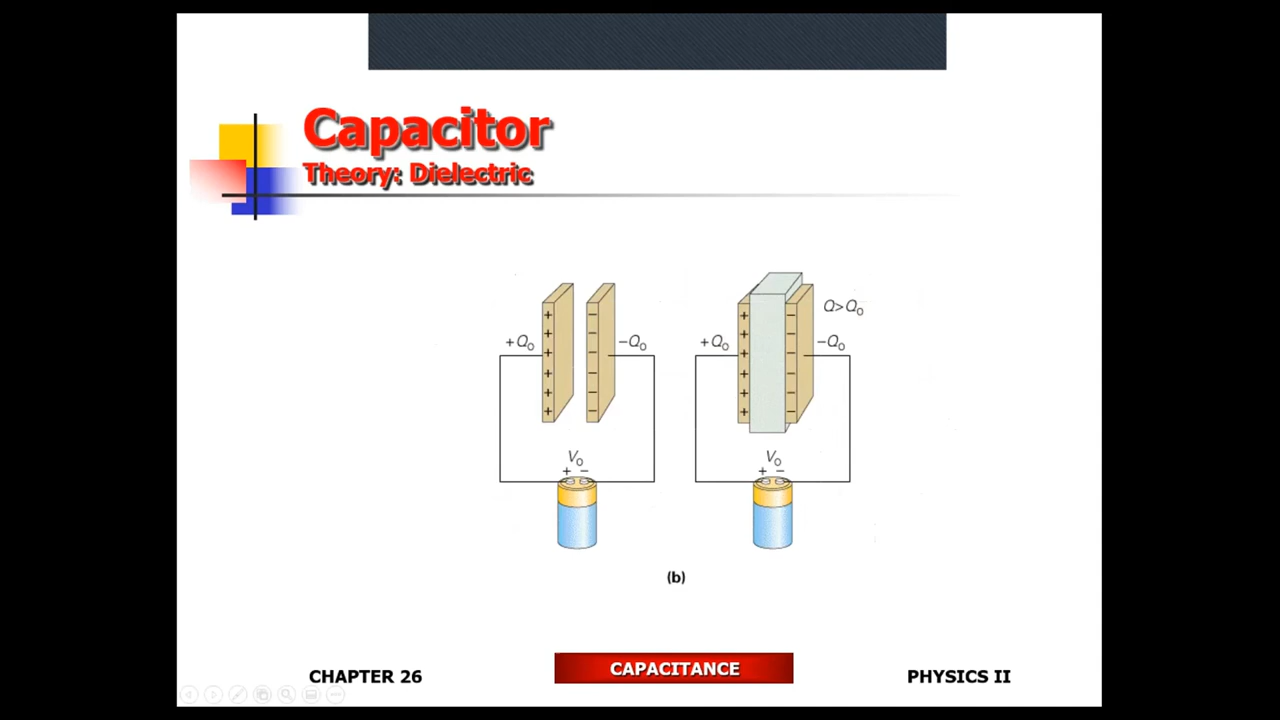 Capacitor
Theory: Dielectric
Q>Q₀
+Q₀
−Q₀
+Q₀
−Q₀
V₀
+ −
V₀
+ −
(b)
CHAPTER 26
CAPACITANCE
PHYSICS II